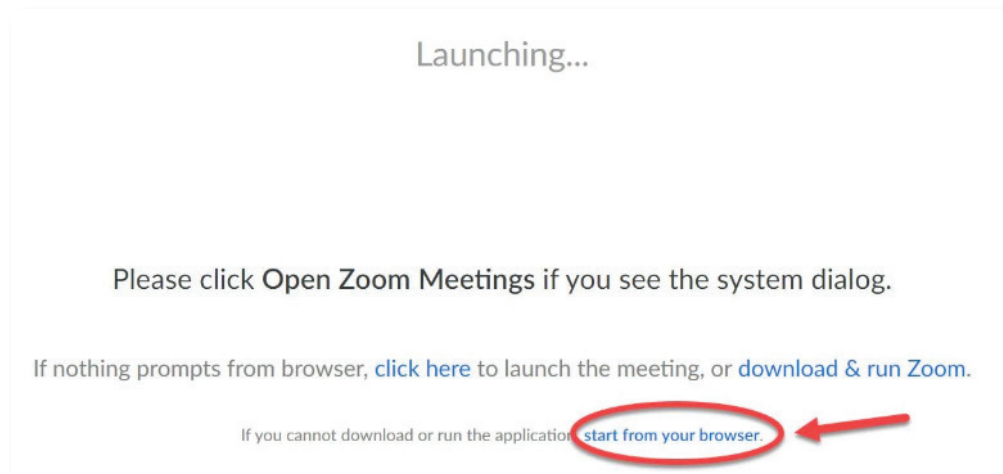 Launching...
Please click Open Zoom Meetings if you see the system dialog.
If nothing prompts from browser, click here to launch the meeting, or download & run Zoom.
If you cannot download or run the application, start from your browser.